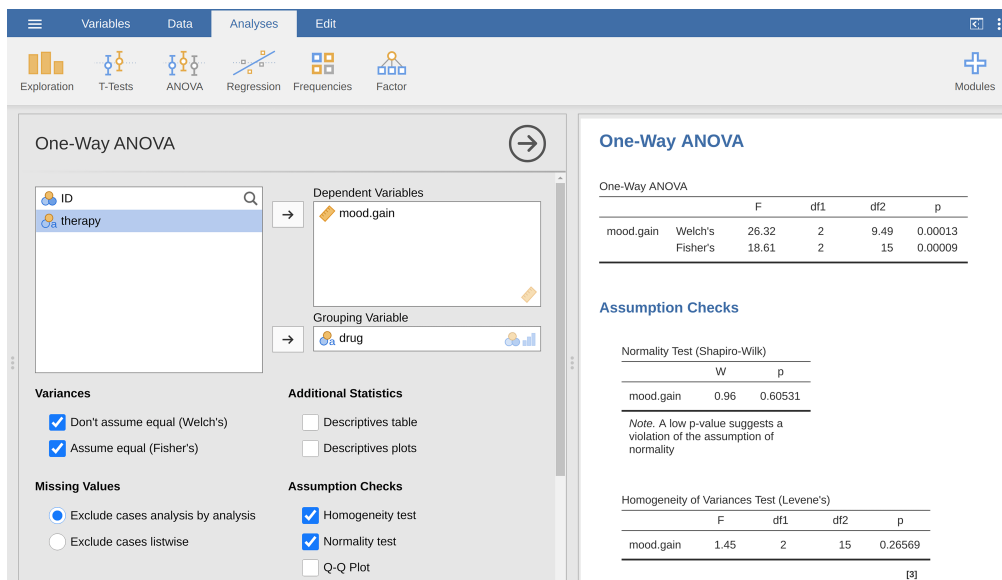 Variables Data Analyses Edit
Exploration T-Tests ANOVA Regression Frequencies Factor Modules
One-Way ANOVA
ID
therapy
Dependent Variables
mood.gain
Grouping Variable
drug
Variances
Don't assume equal (Welch's)
Assume equal (Fisher's)
Additional Statistics
Descriptives table
Descriptives plots
Missing Values
Exclude cases analysis by analysis
Exclude cases listwise
Assumption Checks
Homogeneity test
Normality test
Q-Q Plot
One-Way ANOVA
One-Way ANOVA
F df1 df2 p
mood.gain Welch's 26.32 2 9.49 0.00013
Fisher's 18.61 2 15 0.00009
Assumption Checks
Normality Test (Shapiro-Wilk)
W p
mood.gain 0.96 0.60531
Note. A low p-value suggests a
violation of the assumption of
normality
Homogeneity of Variances Test (Levene's)
F df1 df2 p
mood.gain 1.45 2 15 0.26569
[3]